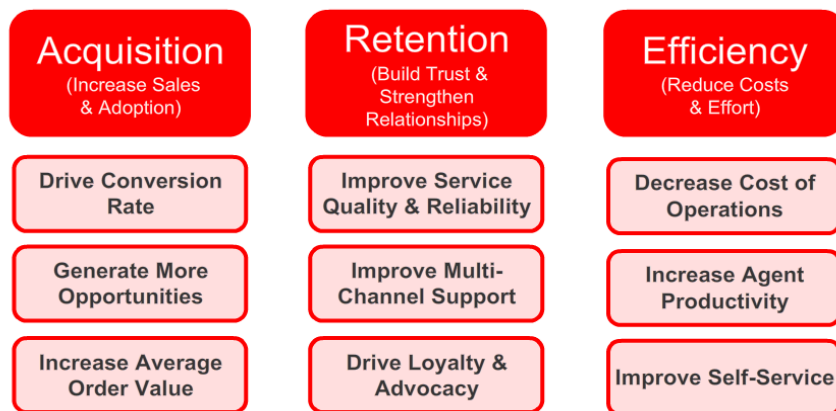 Acquisition
(Increase Sales
& Adoption)
Drive Conversion
Rate
Generate More
Opportunities
Increase Average
Order Value
Retention
(Build Trust &
Strengthen
Relationships)
Improve Service
Quality & Reliability
Improve Multi-
Channel Support
Drive Loyalty &
Advocacy
Efficiency
(Reduce Costs
& Effort)
Decrease Cost of
Operations
Increase Agent
Productivity
Improve Self-Service